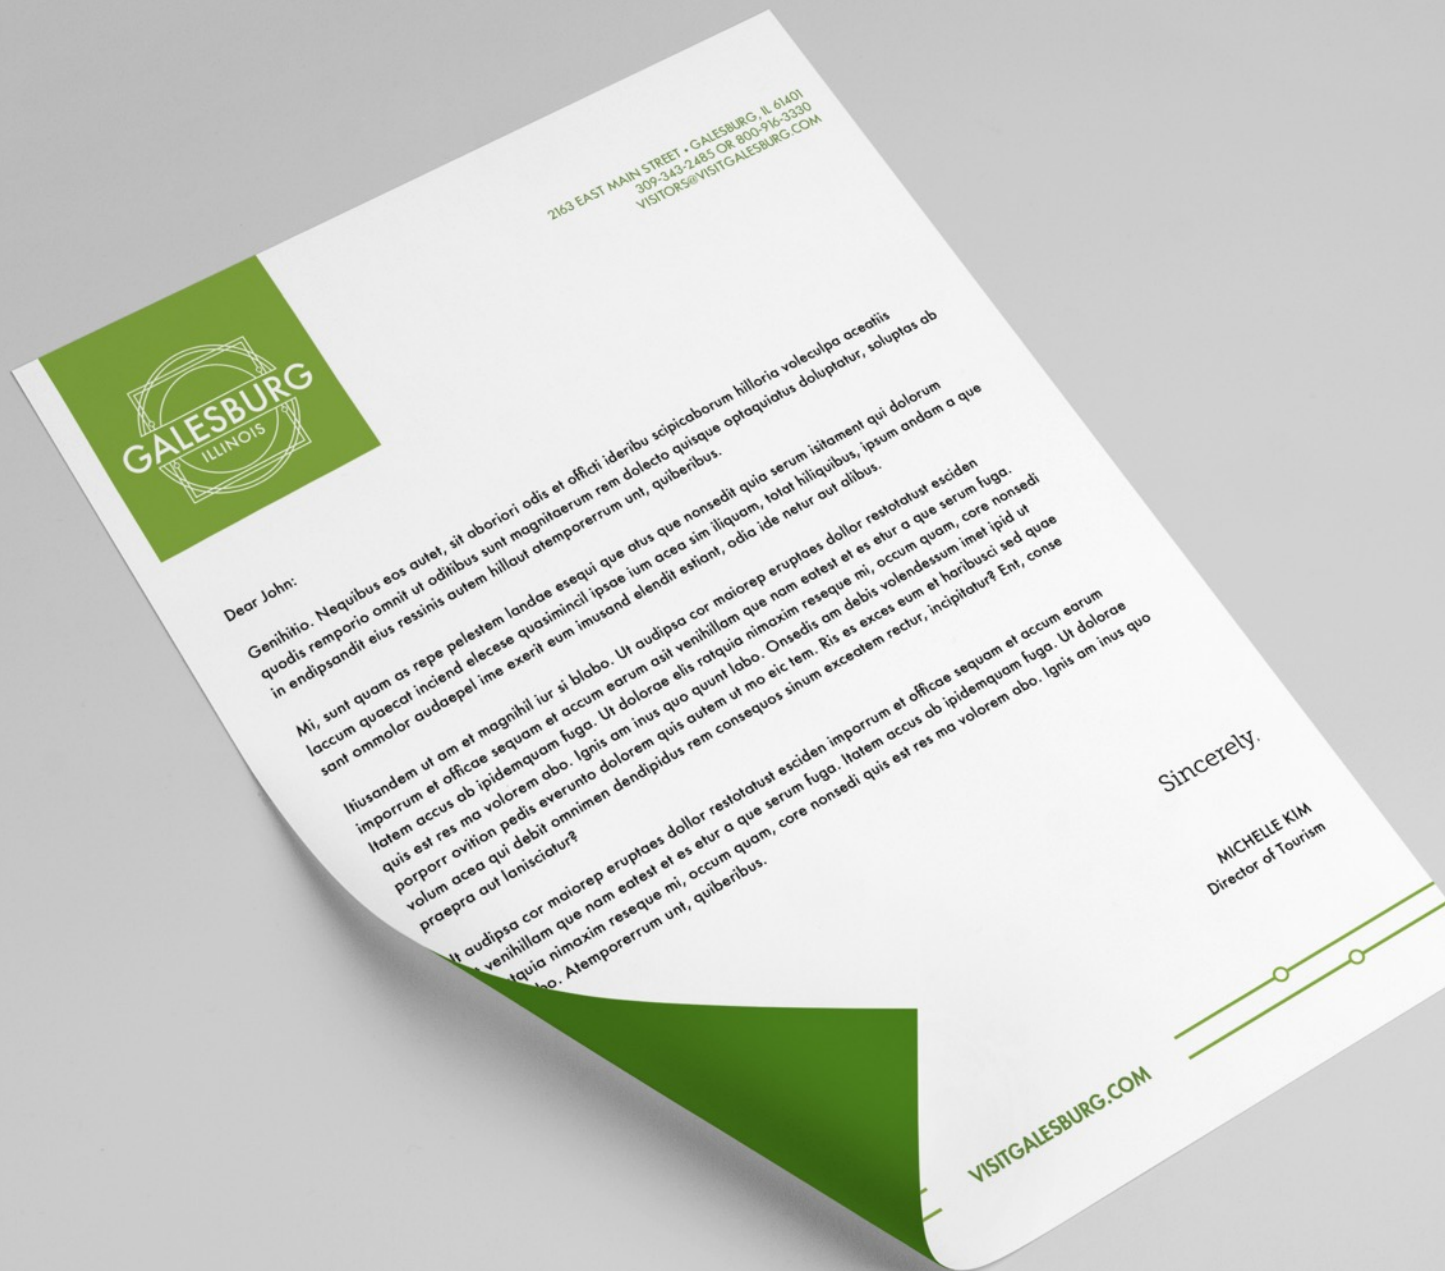 2163 EAST MAIN STREET • GALESBURG, IL 61401
309-343-2485 OR 800-916-3330
VISITORS@VISITGALESBURG.COM
GALESBURG
ILLINOIS
Dear John:
Genihitio. Nequibus eos autet, sit aboriori odis et officti ideribu scipicaborum hilloria voleculpa aceatiis
quodis remporio omnit ut oditibus sunt magnitaerum rem dolecto quisque optaquiatus doluptatur, soluptas ab
in endipsandit eius ressinis autem hillaut atemporerrum unt, quiberibus.
Mi, sunt quam as repe pelestem landae esequi que atus que nonsedit quia serum isitament qui dolorum
laccum quaecat inciend elecese quasimincil ipsae ium acea sim iliquam, totat hiliquibus, ipsum andam a que
sant ommolor audaepel ime exerit eum imusand elendit estiant, odia ide netur aut alibus.
Itiusandem ut am et magnihil iur si blabo. Ut audipsa cor maiorep eruptaes dollor restotatust esciden
imporrum et officae sequam et accum earum asit venihillam que nam eatest et es etur a que serum fuga.
Itatem accus ab ipidemquam fuga. Ut dolorae elis ratquia nimaxim reseque mi, occum quam, core nonsedi
quis est res ma volorem abo. Ignis am inus quo quunt labo. Onsedis am debis volendessum imet ipid ut
porporr ovition pedis everunto dolorem quis autem ut mo eic tem. Ris es exces eum et haribusci sed quae
volum acea qui debit omnimen dendipidus rem consequos sinum exceatem rectur, incipitatur? Ent, conse
praepra aut lanisciatur?
lt audipsa cor maiorep eruptaes dollor restotatust esciden imporrum et officae sequam et accum earum
venihillam que nam eatest et es etur a que serum fuga. Itatem accus ab ipidemquam fuga. Ut dolorae
tquia nimaxim reseque mi, occum quam, core nonsedi quis est res ma volorem abo. Ignis am inus quo
bo. Atemporerrum unt, quiberibus.
Sincerely,
MICHELLE KIM
Director of Tourism
VISITGALESBURG.COM